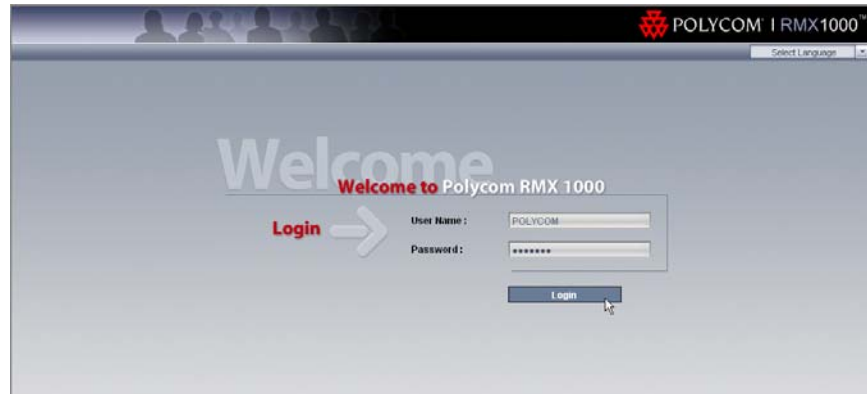 POLYCOM® | RMX1000™
Select Language
Welcome
Welcome to Polycom RMX 1000
Login
User Name :
POLYCOM
Password :
*******
Login